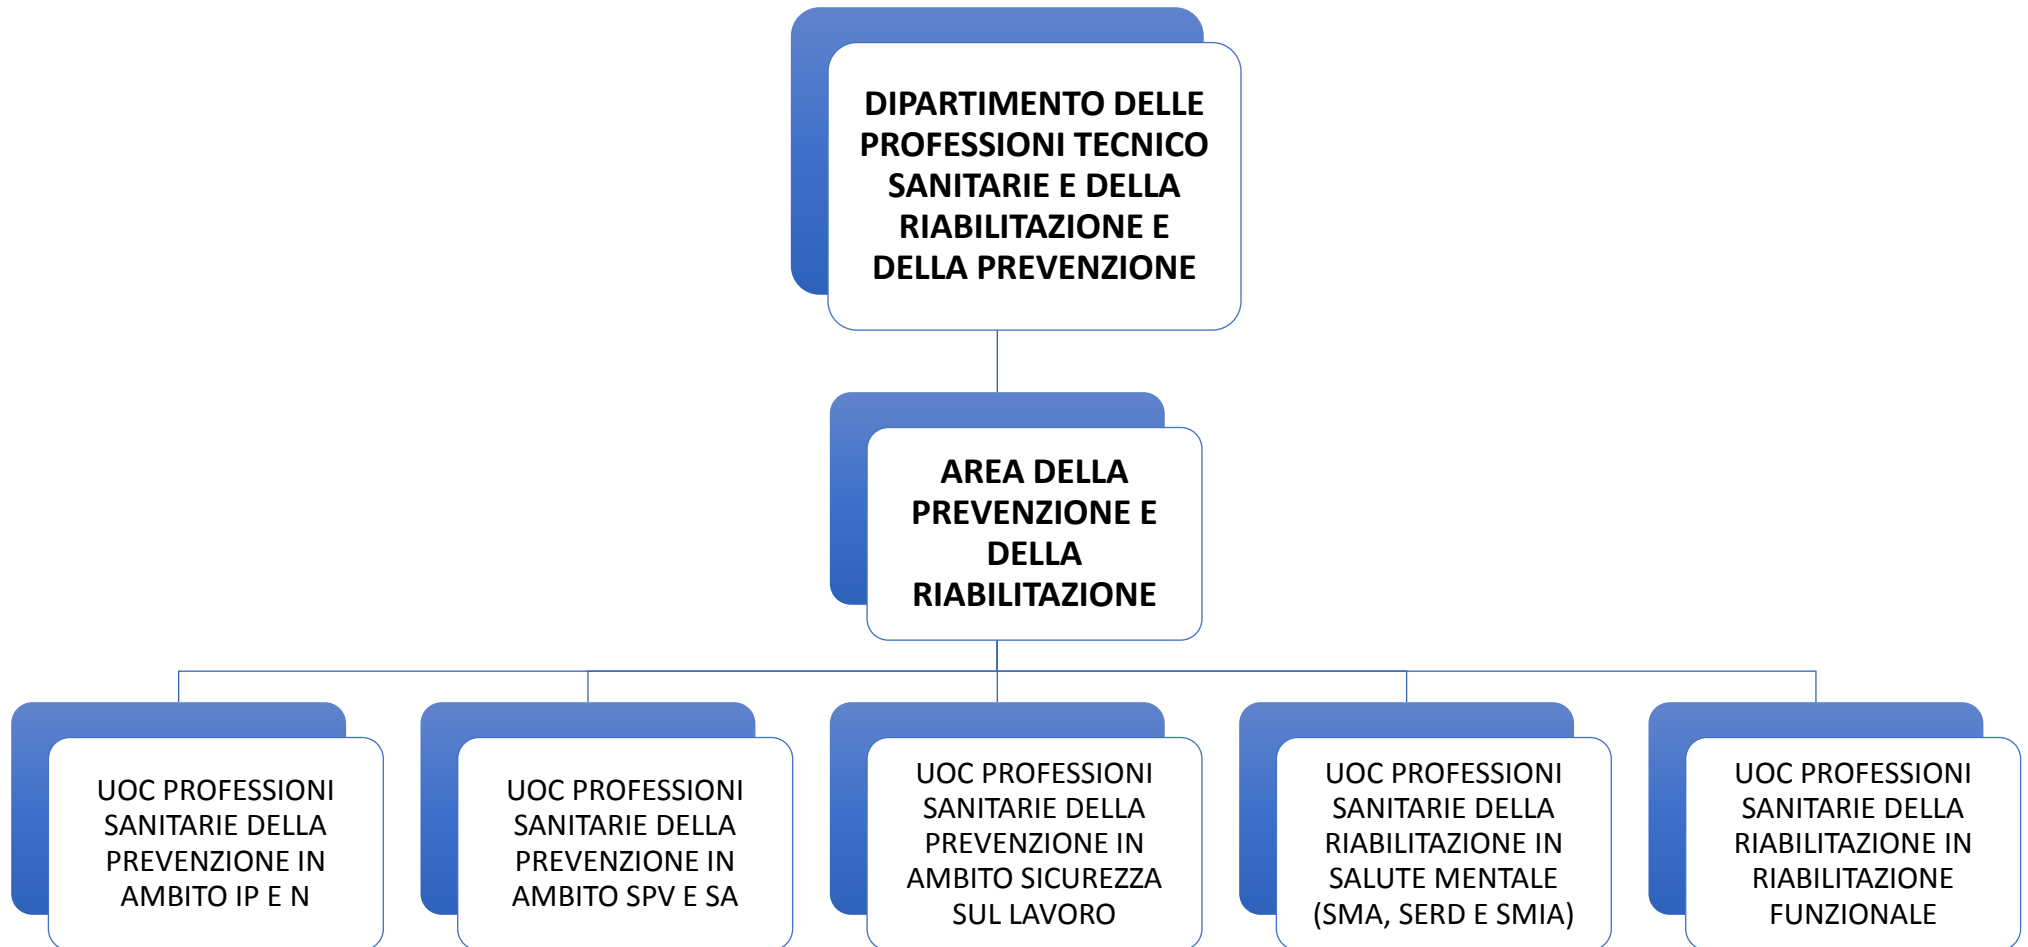 DIPARTIMENTO DELLE
PROFESSIONI TECNICO
SANITARIE E DELLA
RIABILITAZIONE E
DELLA PREVENZIONE
AREA DELLA
PREVENZIONE E
DELLA
RIABILITAZIONE
UOC PROFESSIONI
SANITARIE DELLA
PREVENZIONE IN
AMBITO IP E N
UOC PROFESSIONI
SANITARIE DELLA
PREVENZIONE IN
AMBITO SPV E SA
UOC PROFESSIONI
SANITARIE DELLA
PREVENZIONE IN
AMBITO SICUREZZA
SUL LAVORO
UOC PROFESSIONI
SANITARIE DELLA
RIABILITAZIONE IN
SALUTE MENTALE
(SMA, SERD E SMIA)
UOC PROFESSIONI
SANITARIE DELLA
RIABILITAZIONE IN
RIABILITAZIONE
FUNZIONALE